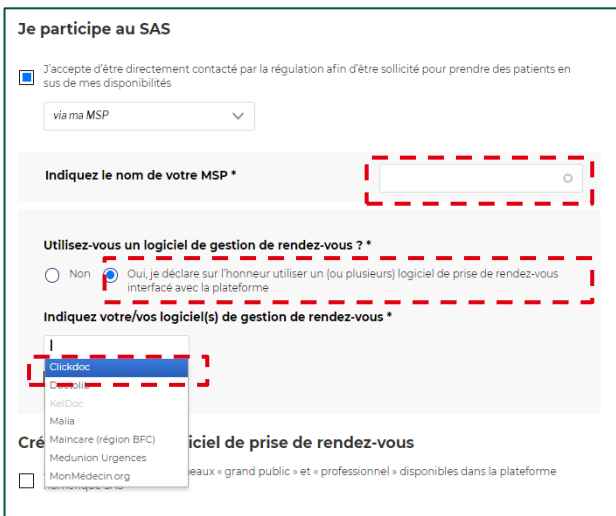 Je participe au SAS
J'accepte d'être directement contacté par la régulation afin d'être sollicité pour prendre des patients en
sus de mes disponibilités
via ma MSP
Indiquez le nom de votre MSP *
Utilisez-vous un logiciel de gestion de rendez-vous ? *
Non
Oui, je déclare sur l'honneur utiliser un (ou plusieurs) logiciel de prise de rendez-vous
interfacé avec la plateforme
Indiquez votre/vos logiciel(s) de gestion de rendez-vous *
Clickdoc
Doctolib
KelDoc
Maiia
Maincare (région BFC)
Medunion Urgences
MonMédecin.org
iciel de prise de rendez-vous
« grand public » et « professionnel » disponibles dans la plateforme